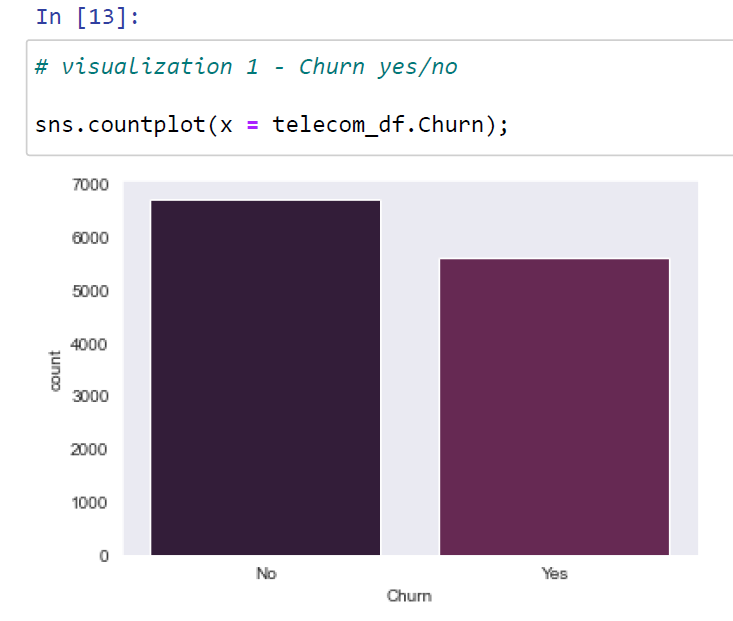 In [13]:
# visualization 1 - Churn yes/no
sns.countplot(x = telecom_df.Churn);
7000
6000
5000
4000
3000
2000
1000
0
count
No Yes
Churn